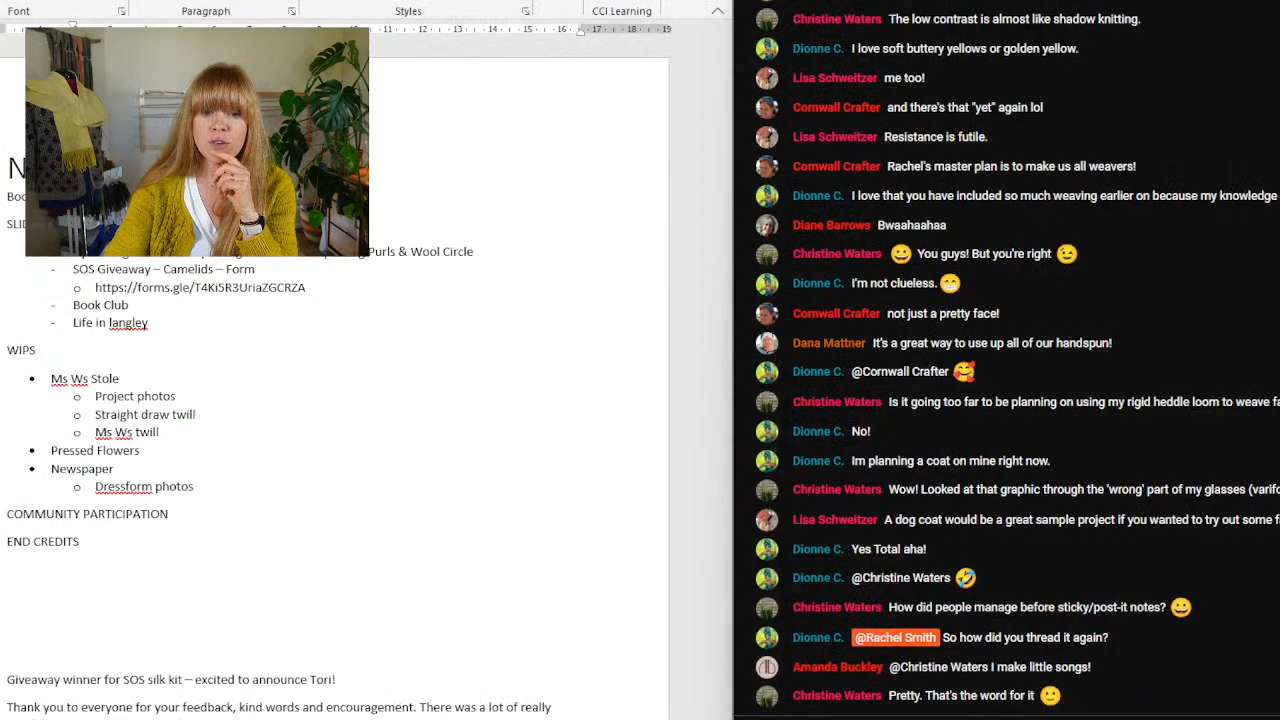 Font Paragraph Styles CCI Learning
11 12 13 14 15 16 17 18 19
N
Boo
SLID
Purls & Wool Circle
- SOS Giveaway – Camelids – Form
o https://forms.gle/T4Ki5R3UriaZGCRZA
- Book Club
- Life in langley
WIPS
• Ms Ws Stole
o Project photos
o Straight draw twill
o Ms Ws twill
• Pressed Flowers
• Newspaper
o Dressform photos
COMMUNITY PARTICIPATION
END CREDITS
Giveaway winner for SOS silk kit – excited to announce Tori!
Thank you to everyone for your feedback, kind words and encouragement. There was a lot of really
Christine Waters The low contrast is almost like shadow knitting.
Dionne C. I love soft buttery yellows or golden yellow.
Lisa Schweitzer me too!
Cornwall Crafter and there's that "yet" again lol
Lisa Schweitzer Resistance is futile.
Cornwall Crafter Rachel's master plan is to make us all weavers!
Dionne C. I love that you have included so much weaving earlier on because my knowledge
Diane Barrows Bwaahaahaa
Christine Waters 😀 You guys! But you're right 😉
Dionne C. I'm not clueless. 😁
Cornwall Crafter not just a pretty face!
Dana Mattner It's a great way to use up all of our handspun!
Dionne C. @Cornwall Crafter 🥰
Christine Waters Is it going too far to be planning on using my rigid heddle loom to weave fa
Dionne C. No!
Dionne C. Im planning a coat on mine right now.
Christine Waters Wow! Looked at that graphic through the 'wrong' part of my glasses (varifo
Lisa Schweitzer A dog coat would be a great sample project if you wanted to try out some f
Dionne C. Yes Total aha!
Dionne C. @Christine Waters 🤣
Christine Waters How did people manage before sticky/post-it notes? 😀
Dionne C. @Rachel Smith So how did you thread it again?
Amanda Buckley @Christine Waters I make little songs!
Christine Waters Pretty. That's the word for it 🙂